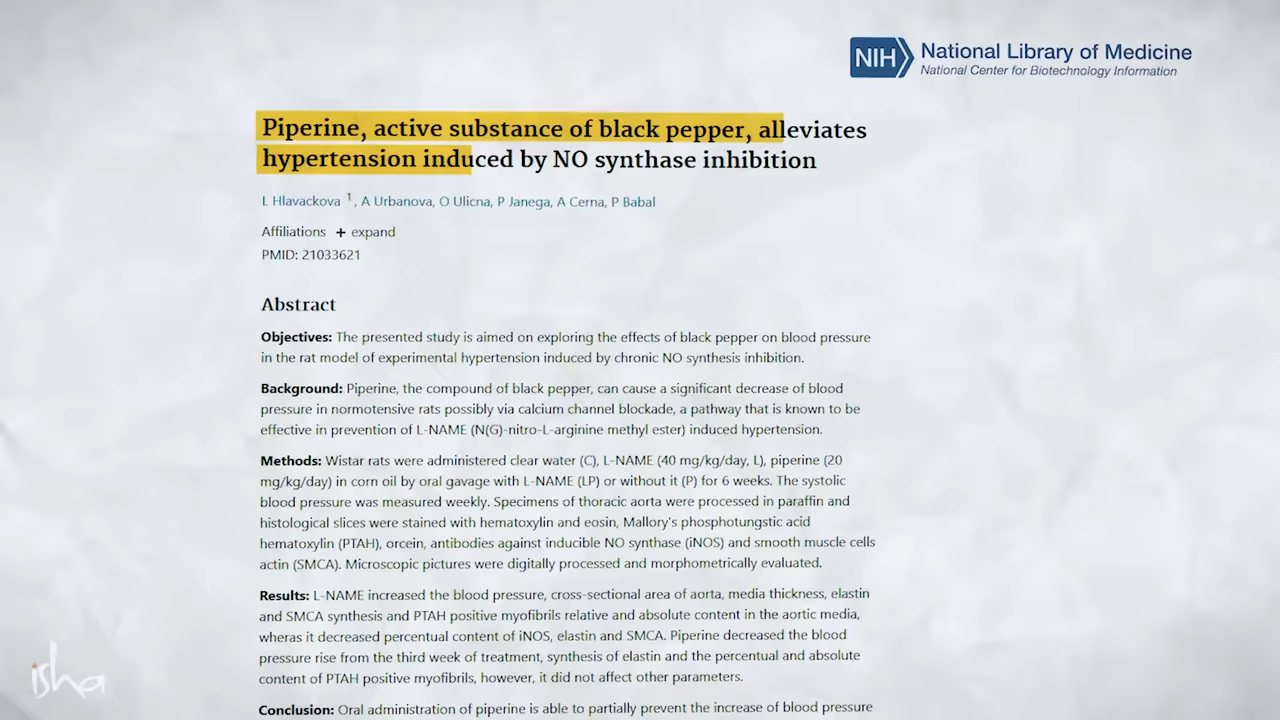 NIH National Library of Medicine
National Center for Biotechnology Information
Piperine, active substance of black pepper, alleviates
hypertension induced by NO synthase inhibition
L Hlavackova 1, A Urbanova, O Ulicna, P Janega, A Cerna, P Babal
Affiliations + expand
PMID: 21033621
Abstract
Objectives: The presented study is aimed on exploring the effects of black pepper on blood pressure
in the rat model of experimental hypertension induced by chronic NO synthesis inhibition.
Background: Piperine, the compound of black pepper, can cause a significant decrease of blood
pressure in normotensive rats possibly via calcium channel blockade, a pathway that is known to be
effective in prevention of L-NAME (N(G)-nitro-L-arginine methyl ester) induced hypertension.
Methods: Wistar rats were administered clear water (C), L-NAME (40 mg/kg/day, L), piperine (20
mg/kg/day) in corn oil by oral gavage with L-NAME (LP) or without it (P) for 6 weeks. The systolic
blood pressure was measured weekly. Specimens of thoracic aorta were processed in paraffin and
histological slices were stained with hematoxylin and eosin, Mallory's phosphotungstic acid
hematoxylin (PTAH), orcein, antibodies against inducible NO synthase (iNOS) and smooth muscle cells
actin (SMCA). Microscopic pictures were digitally processed and morphometrically evaluated.
Results: L-NAME increased the blood pressure, cross-sectional area of aorta, media thickness, elastin
and SMCA synthesis and PTAH positive myofibrils relative and absolute content in the aortic media,
wheras it decreased percentual content of iNOS, elastin and SMCA. Piperine decreased the blood
pressure rise from the third week of treatment, synthesis of elastin and the percentual and absolute
content of PTAH positive myofibrils, however, it did not affect other parameters.
Conclusion: Oral administration of piperine is able to partially prevent the increase of blood pressure
isha